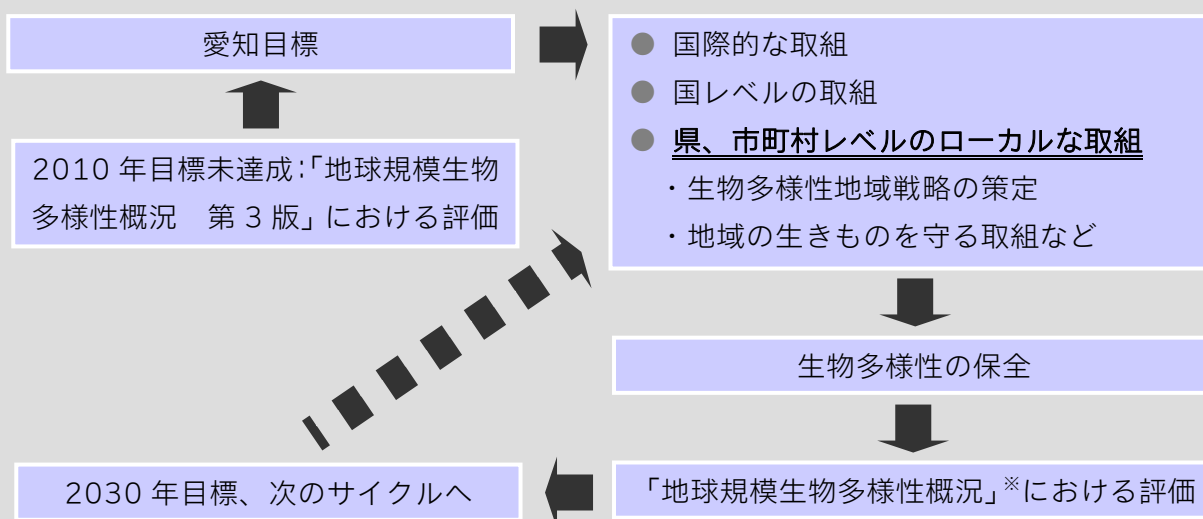 愛知目標
2010 年目標未達成:「地球規模生物
多様性概況　第 3 版」における評価
● 国際的な取組
● 国レベルの取組
● 県、市町村レベルのローカルな取組
・生物多様性地域戦略の策定
・地域の生きものを守る取組など
生物多様性の保全
「地球規模生物多様性概況」※における評価
2030 年目標、次のサイクルへ